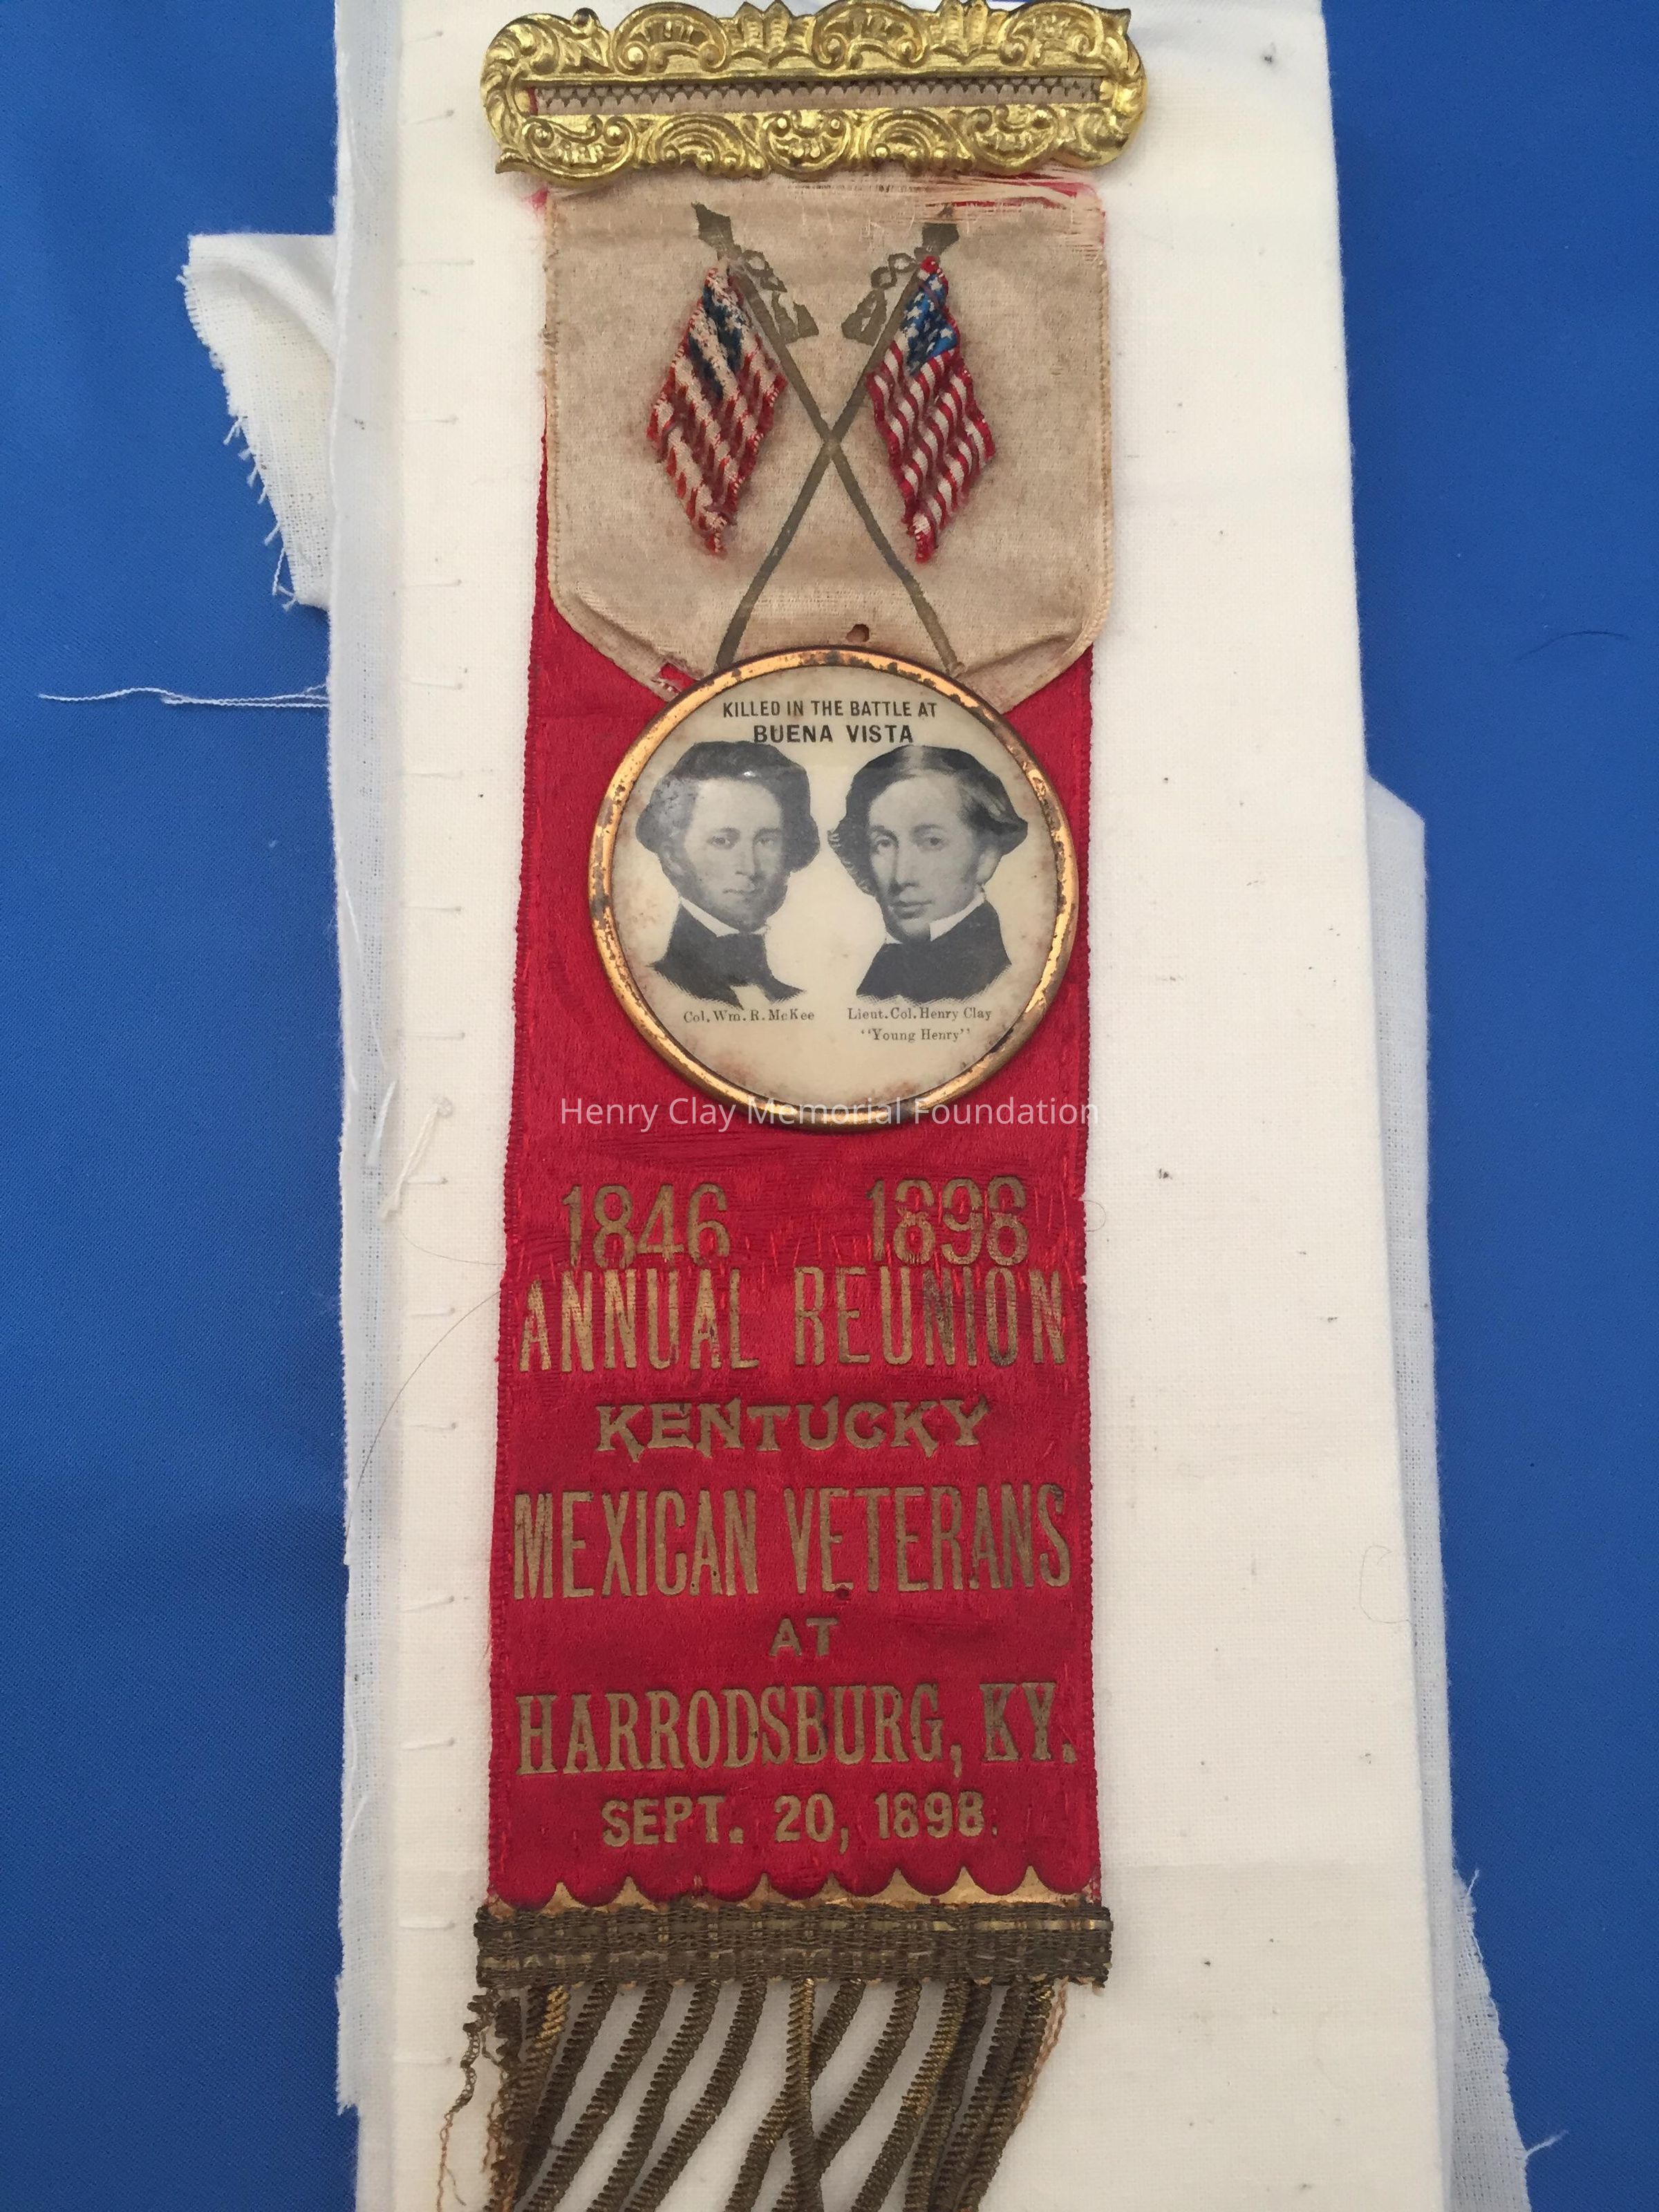 KILLED IN THE BATTLE AT
BUENA VISTA
Col. Wm. R. McKee
Lieut. Col. Henry Clay
"Young Henry"
Henry Clay Memorial Foundation
1846 1898
ANNUAL REUNION
KENTUCKY
MEXICAN VETERANS
AT
HARRODSBURG, KY.
SEPT. 20, 1898.